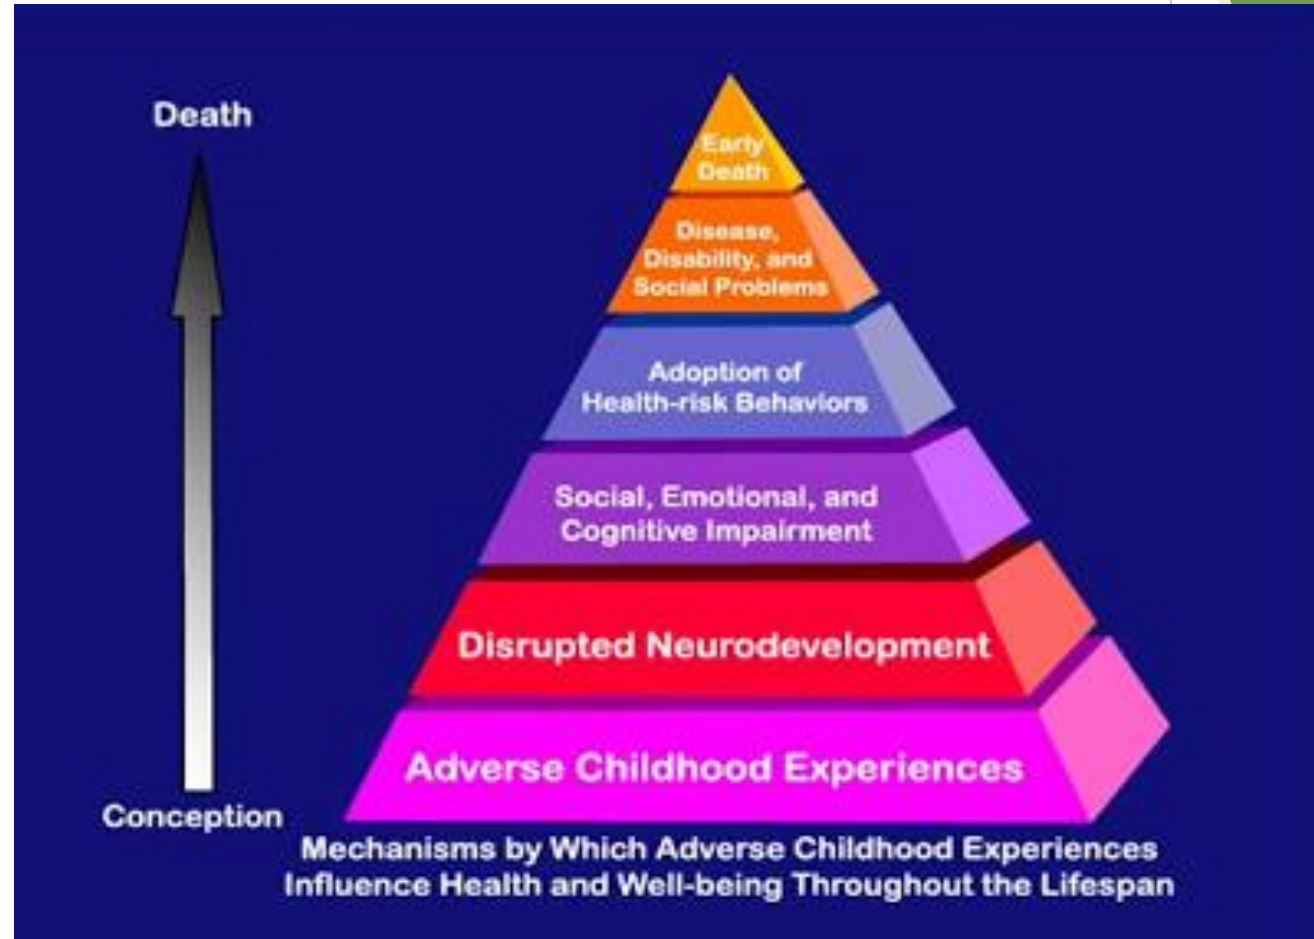 Death
Early
Death
Disease,
Disability, and
Social Problems
Adoption of
Health-risk Behaviors
Social, Emotional, and
Cognitive Impairment
Disrupted Neurodevelopment
Adverse Childhood Experiences
Conception
Mechanisms by Which Adverse Childhood Experiences
Influence Health and Well-being Throughout the Lifespan